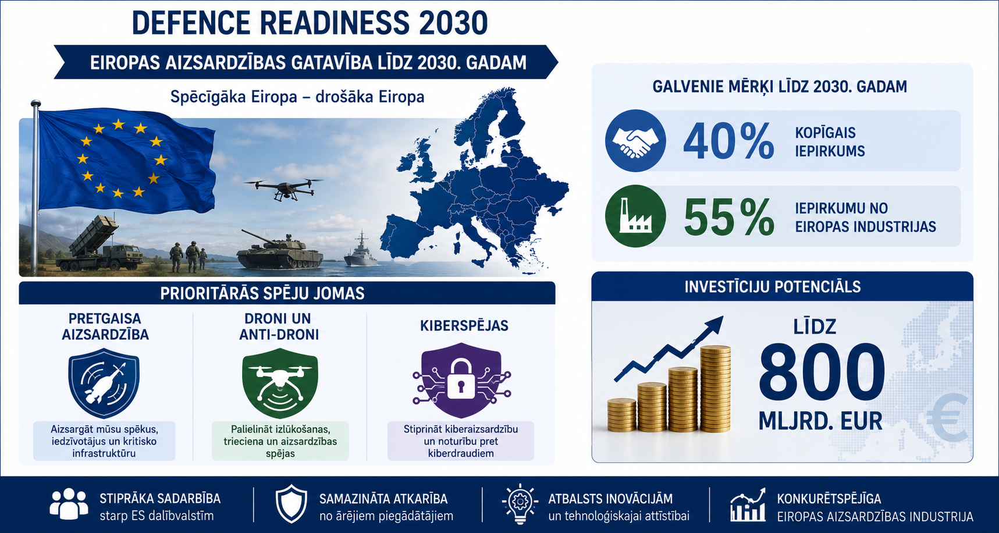 DEFENCE READINESS 2030
EIROPAS AIZSARDZĪBAS GATAVĪBA LĪDZ 2030. GADAM
Spēcīgāka Eiropa – drošāka Eiropa
PRIORITĀRĀS SPĒJU JOMAS
PRETGAISA
AIZSARDZĪBA
Aizsargāt mūsu spēkus,
iedzīvotājus un kritisko
infrastruktūru
DRONI UN
ANTI-DRONI
Palielināt izlūkošanas,
trieciena un aizsardzības
spējas
KIBERSPĒJAS
Stiprināt kiberaizsardzību
un noturību pret
kiberdraudiem
GALVENIE MĒRĶI LĪDZ 2030. GADAM
40%
KOPĪGAIS
IEPIRKUMS
55%
IEPIRKUMU NO
EIROPAS INDUSTRIJAS
INVESTĪCIJU POTENCIĀLS
LĪDZ
800
MLJRD. EUR
€
STIPRĀKA SADARBĪBA
starp ES dalībvalstīm
SAMAZINĀTA ATKARĪBA
no ārējiem piegādātājiem
ATBALSTS INOVĀCIJĀM
un tehnoloģiskajai attīstībai
KONKURĒTSPĒJĪGA
EIROPAS AIZSARDZĪBAS INDUSTRIJA